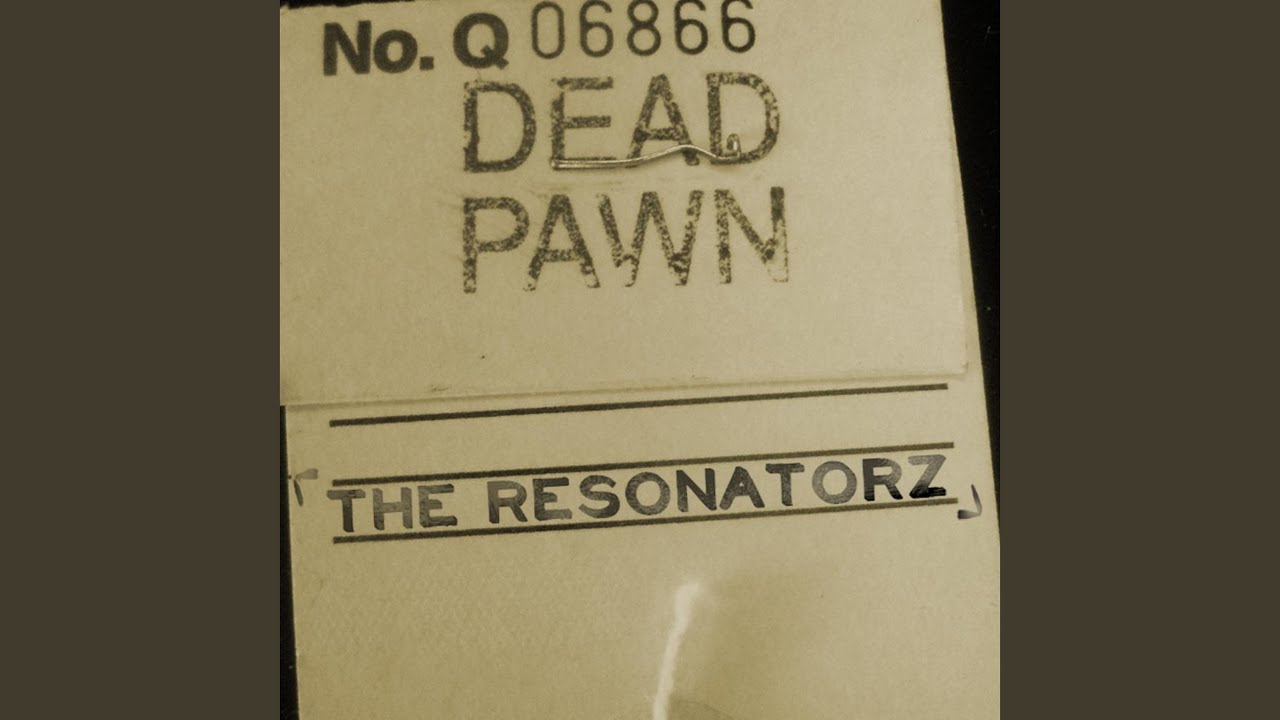 No. Q 06866
DEAD
PAWN
THE RESONATORZ